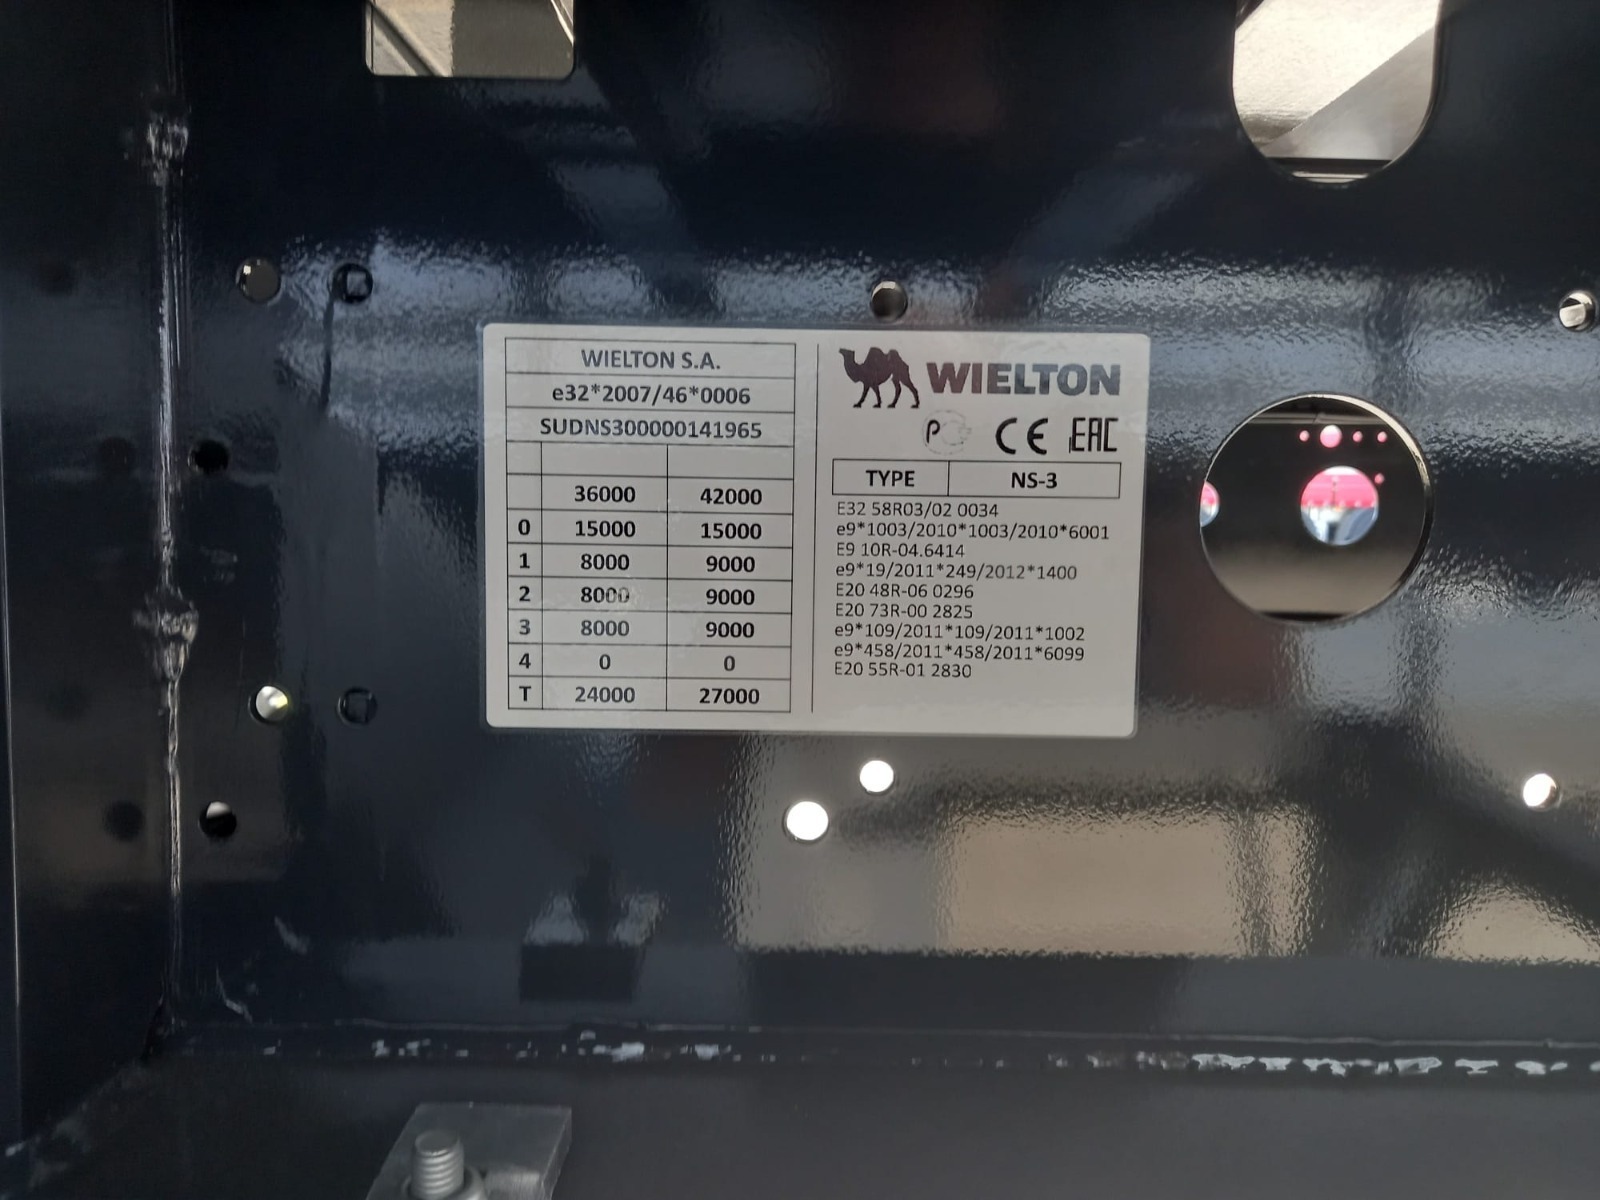 WIELTON S.A.
e32*2007/46*0006
SUDNS300000141965
36000 42000
0 15000 15000
1 8000 9000
2 8000 9000
3 8000 9000
4 0 0
T 24000 27000
WIELTON
P CE EAC
TYPE NS-3
E32 58R03/02 0034
e9*1003/2010*1003/2010*6001
E9 10R-04.6414
e9*19/2011*249/2012*1400
E20 48R-06 0296
E20 73R-00 2825
e9*109/2011*109/2011*1002
e9*458/2011*458/2011*6099
E20 55R-01 2830